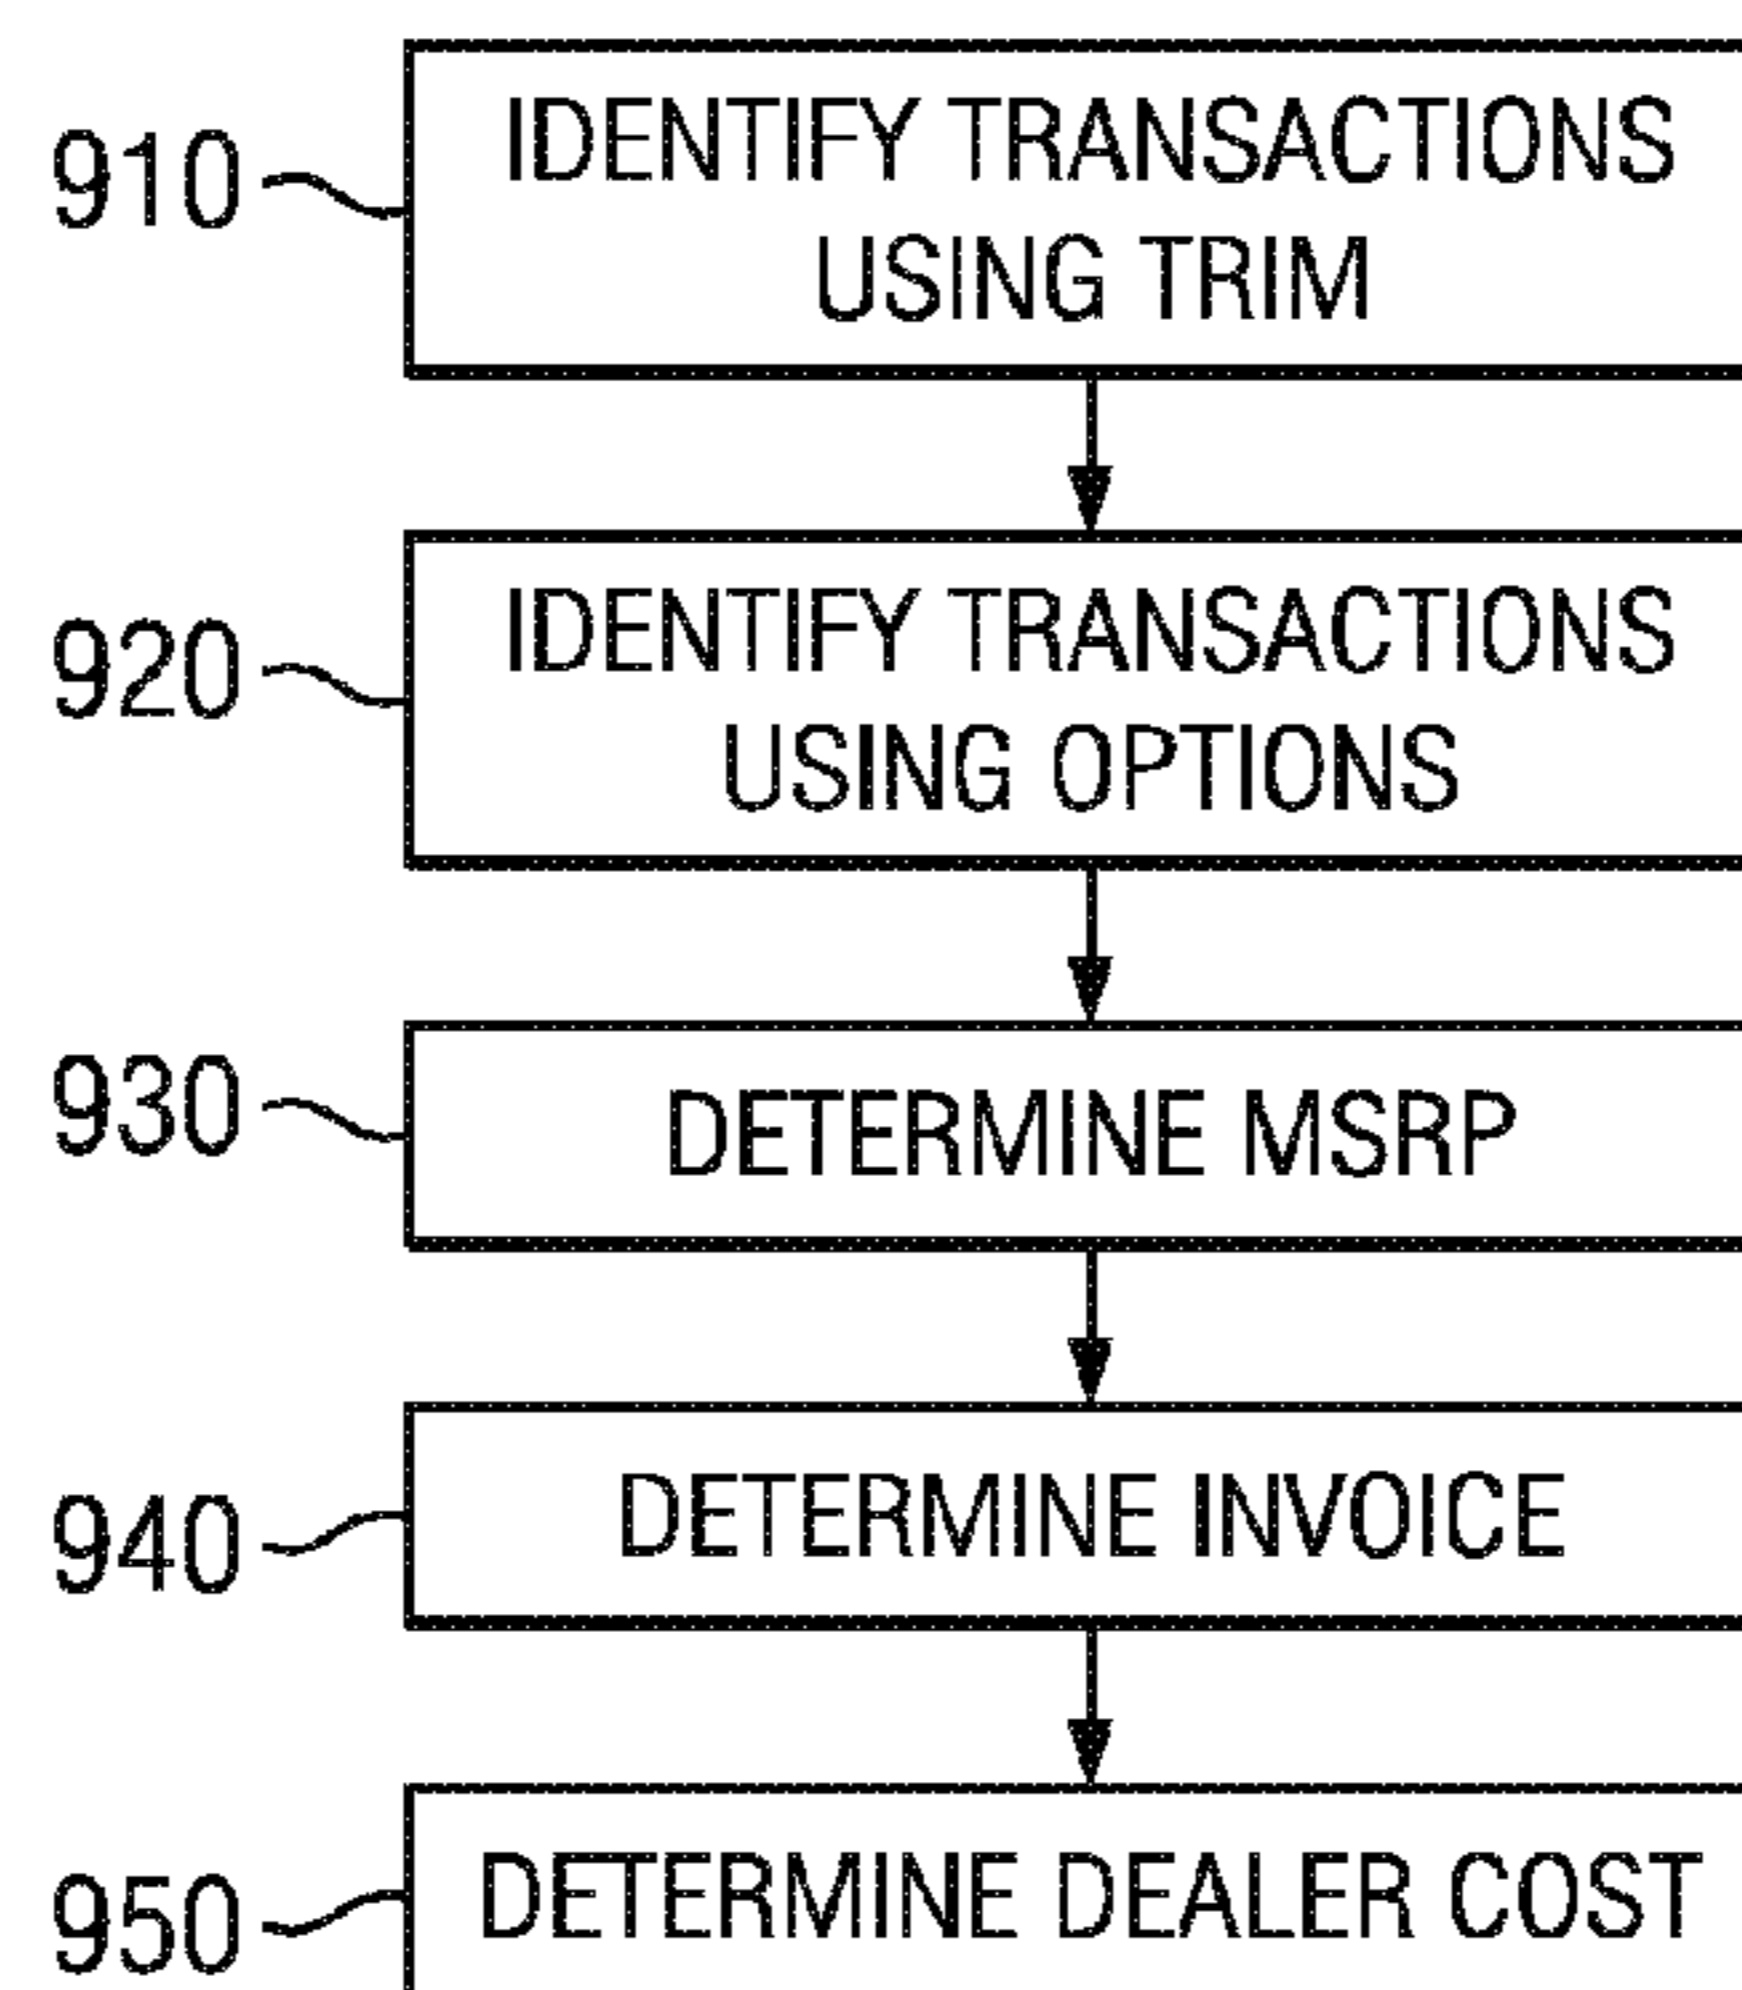 910
IDENTIFY TRANSACTIONS
USING TRIM
920
IDENTIFY TRANSACTIONS
USING OPTIONS
930
DETERMINE MSRP
940
DETERMINE INVOICE
950
DETERMINE DEALER COST